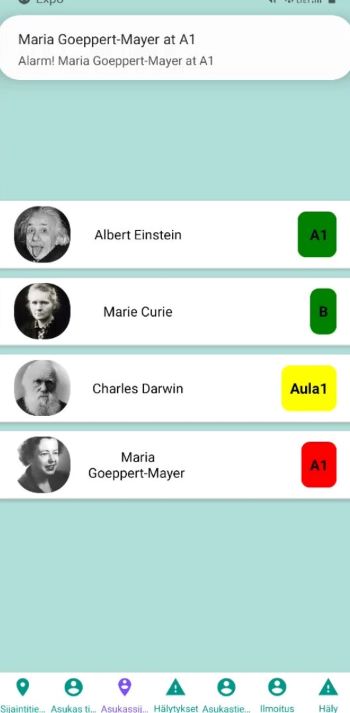 Expo
Maria Goeppert-Mayer at A1
Alarm! Maria Goeppert-Mayer at A1
Albert Einstein
A1
Marie Curie
B
Charles Darwin
Aula1
Maria
Goeppert-Mayer
A1
Sijaintitie... Asukas ti... Asukassij... Hälytykset Asukastie... Ilmoitus Häly